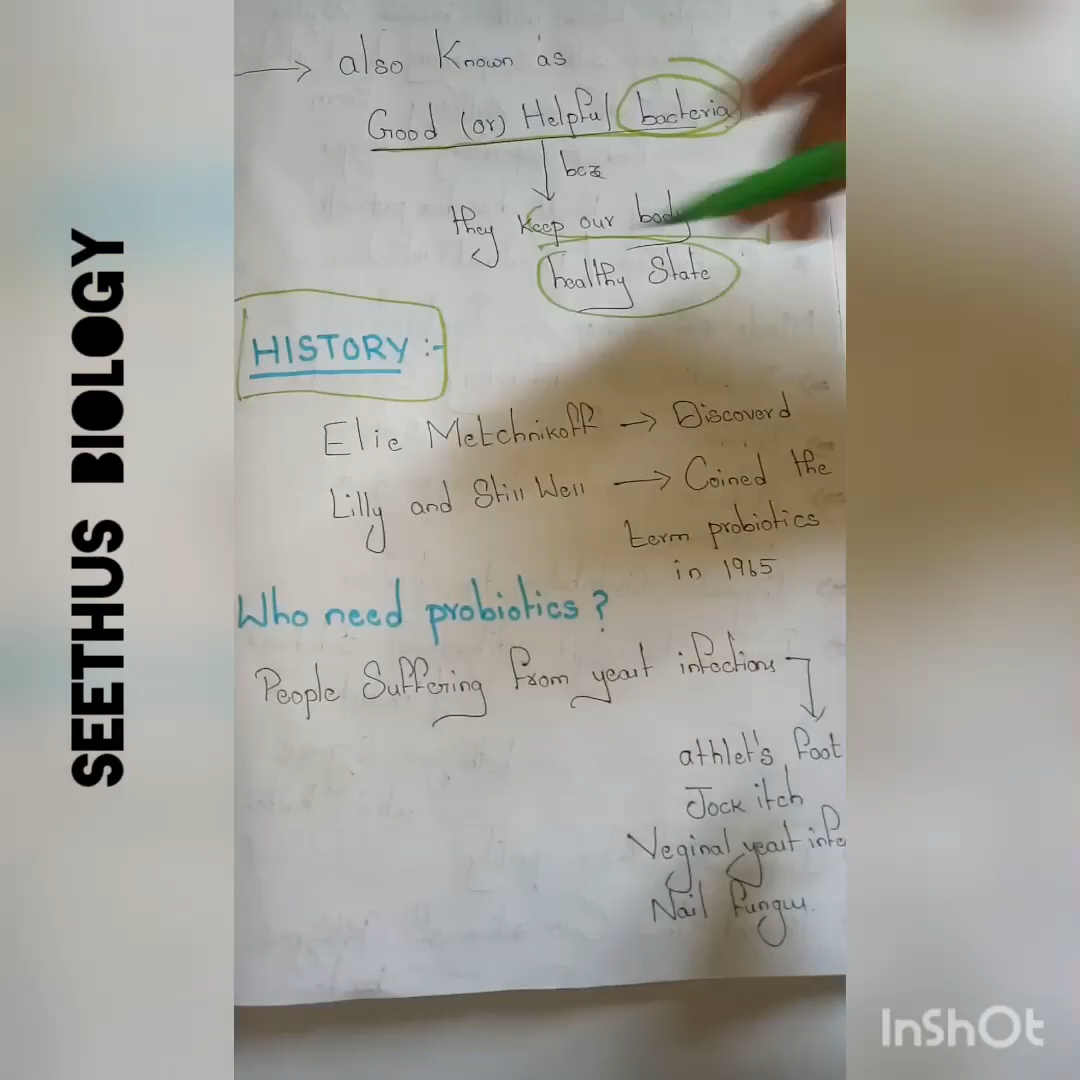 SEETHUS BIOLOGY
→ also Known as
Good (or) Helpful bacteria
↓ bcz
they Keep our body
healthy State
HISTORY :-
Elie Metchnikoff → Discoverd
Lilly and Still Well → Coined the
term probiotics
in 1965
Who need probiotics?
People Suffering from yeast infections
athlet's foot
Jock itch
Veginal yeast infe
Nail fungus.
InShOt